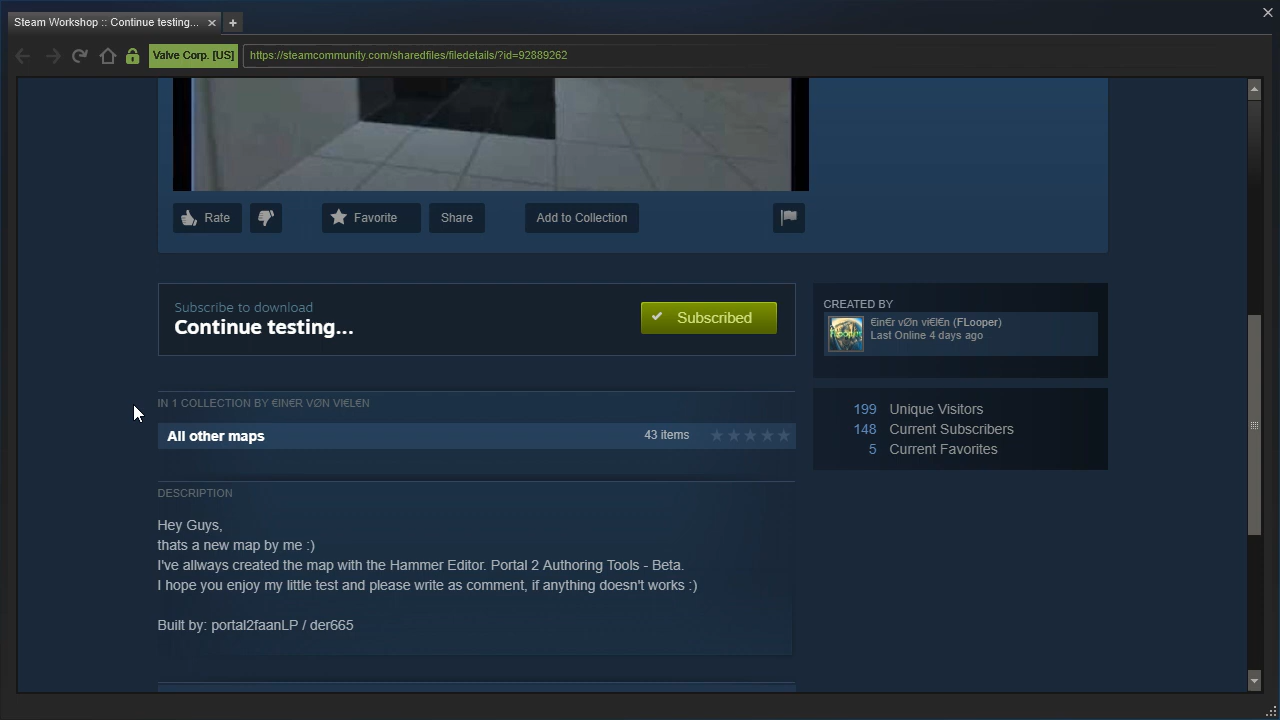 Steam Workshop :: Continue testing...
Valve Corp. [US]
https://steamcommunity.com/sharedfiles/filedetails/?id=92889262
Rate
Favorite
Share
Add to Collection
Subscribe to download
Continue testing...
Subscribed
CREATED BY
€in€r vØn vi€l€n (FLooper)
Last Online 4 days ago
199 Unique Visitors
148 Current Subscribers
5 Current Favorites
IN 1 COLLECTION BY €IN€R VØN VI€L€N
All other maps
43 items
DESCRIPTION
Hey Guys,
thats a new map by me :)
I've allways created the map with the Hammer Editor. Portal 2 Authoring Tools - Beta.
I hope you enjoy my little test and please write as comment, if anything doesn't works :)
Built by: portal2faanLP / der665